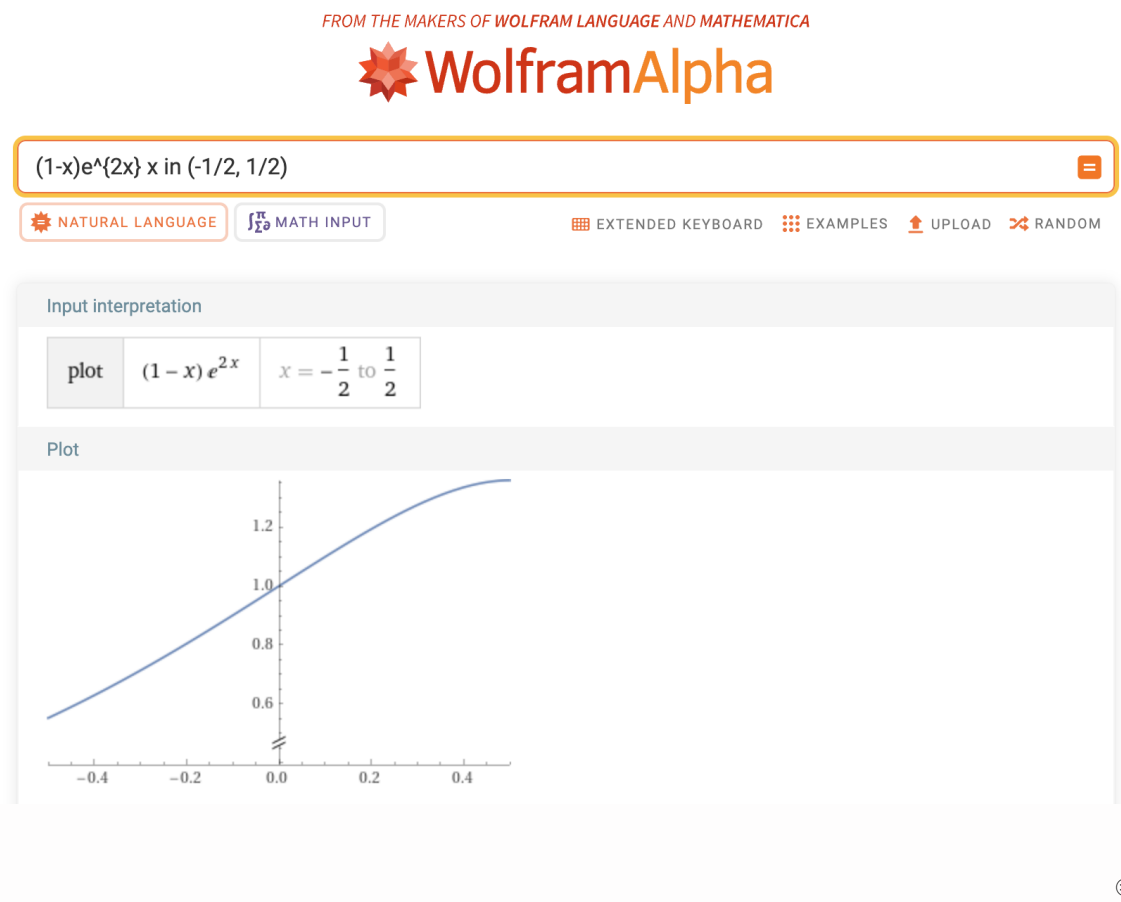 FROM THE MAKERS OF WOLFRAM LANGUAGE AND MATHEMATICA
WolframAlpha
(1-x)e^{2x} x in (-1/2, 1/2)
=
NATURAL LANGUAGE
∫π Σ∂ MATH INPUT
EXTENDED KEYBOARD
EXAMPLES
UPLOAD
RANDOM
Input interpretation
plot (1 – x) e^{2 x} x = – 1/2 to 1/2
Plot
1.2
1.0
0.8
0.6
−0.4 −0.2 0.0 0.2 0.4